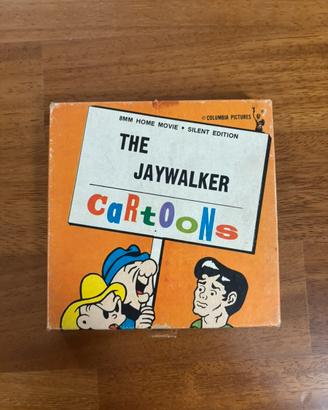 8MM HOME MOVIE • SILENT EDITION
© COLUMBIA PICTURES
THE
JAYWALKER
CaRTOONS